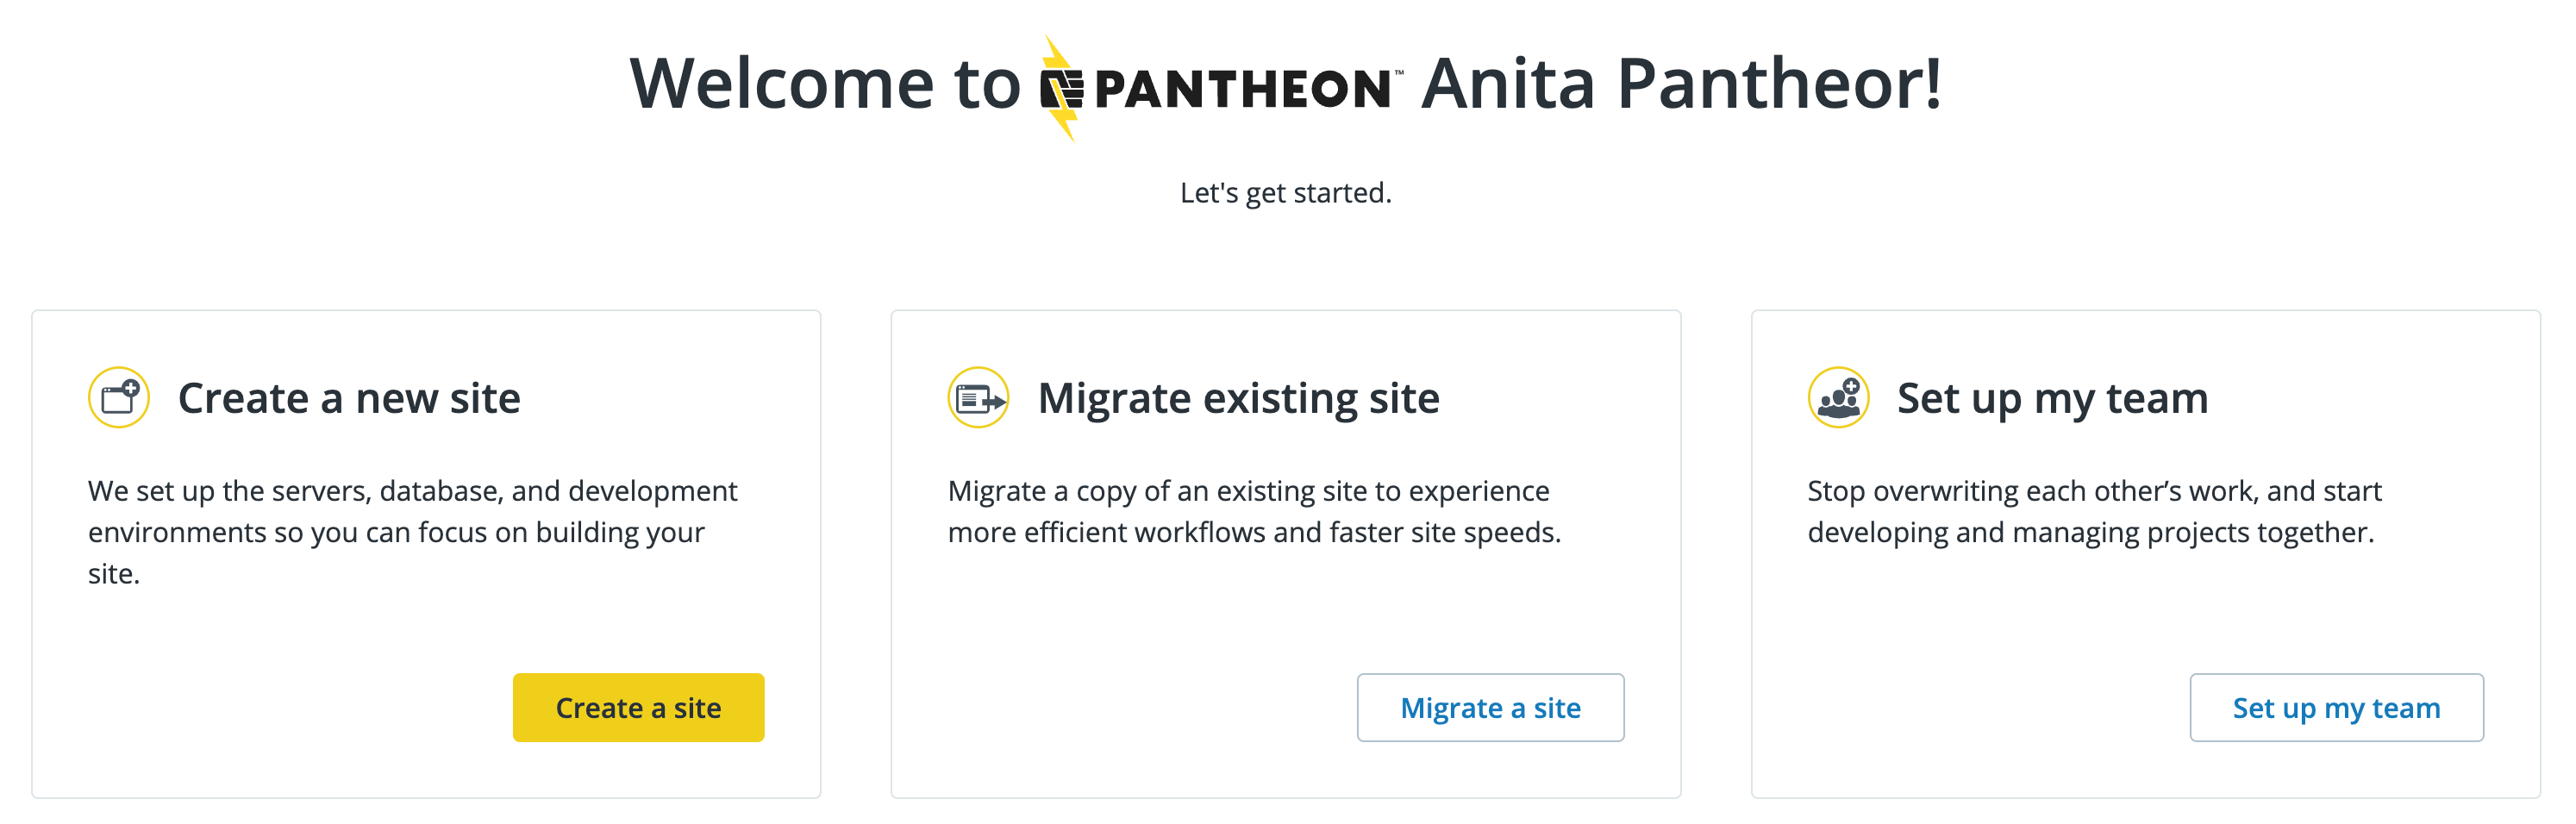 Welcome to PANTHEON™ Anita Pantheor!
Let's get started.
Create a new site
We set up the servers, database, and development
environments so you can focus on building your
site.
Create a site
Migrate existing site
Migrate a copy of an existing site to experience
more efficient workflows and faster site speeds.
Migrate a site
Set up my team
Stop overwriting each other’s work, and start
developing and managing projects together.
Set up my team